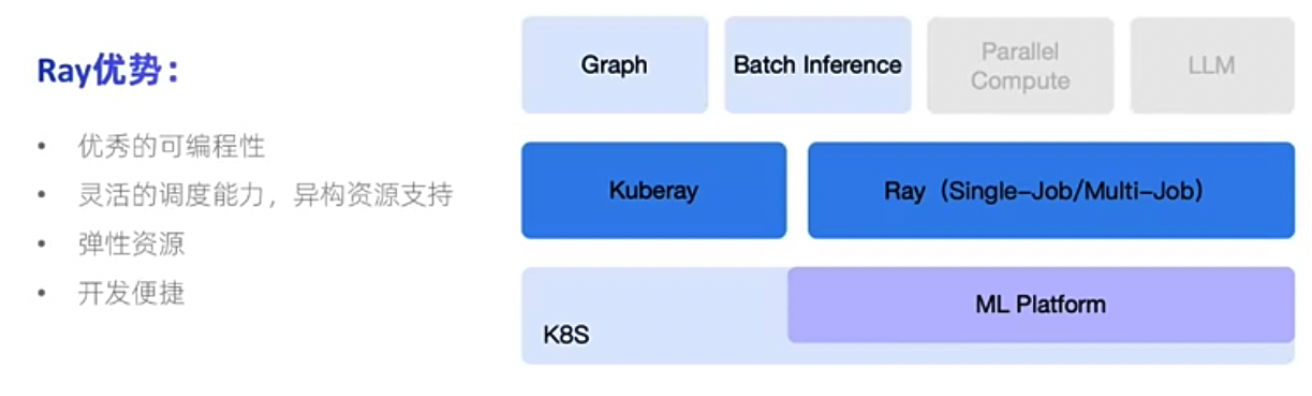 Ray优势：
• 优秀的可编程性
• 灵活的调度能力，异构资源支持
• 弹性资源
• 开发便捷
Graph
Batch Inference
Parallel
Compute
LLM
Kuberay
Ray（Single-Job/Multi-Job）
ML Platform
K8S